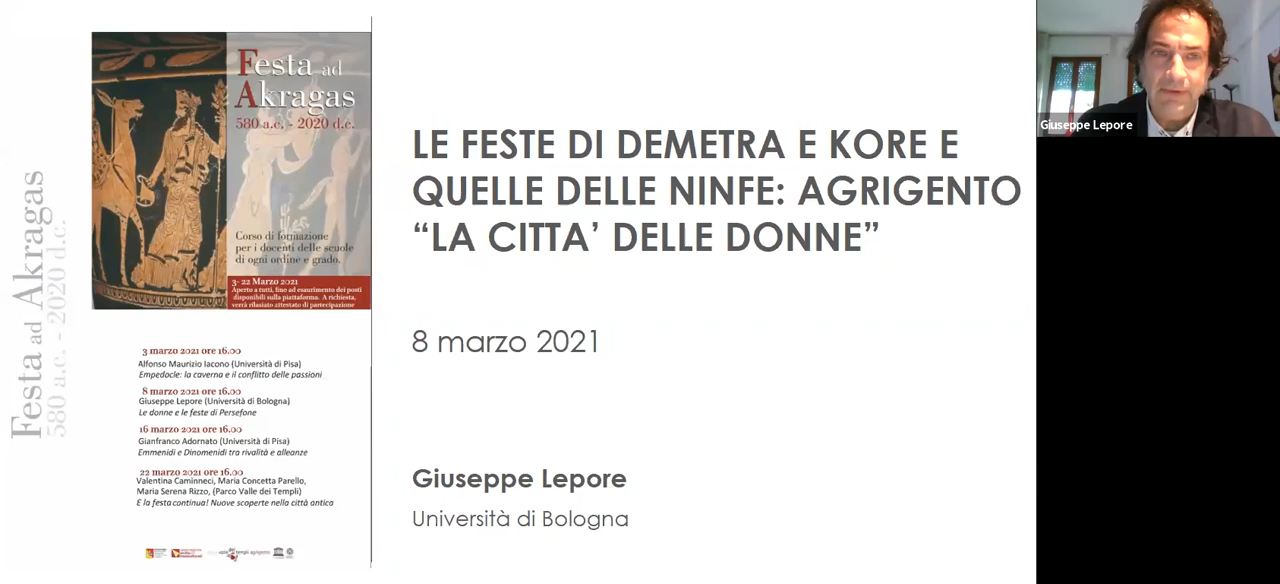 Festa ad Akragas
580 a.c. - 2020 d.c.
Festa ad
Akragas
580 a.c. - 2020 d.c.
Corso di formazione
per i docenti delle scuole
di ogni ordine e grado.
3- 22 Marzo 2021
Aperto a tutti, fino ad esaurimento dei posti
disponibili sulla piattaforma. A richiesta,
verrà rilasiato attestato di partecipazione
3 marzo 2021 ore 16.00
Alfonso Maurizio Iacono (Università di Pisa)
Empedocle: la caverna e il conflitto delle passioni
8 marzo 2021 ore 16.00
Giuseppe Lepore (Università di Bologna)
Le donne e le feste di Persefone
16 marzo 2021 ore 16.00
Gianfranco Adornato (Università di Pisa)
Emmenidi e Dinomenidi tra rivalità e alleanze
22 marzo 2021 ore 16.00
Valentina Caminneci, Maria Concetta Parello,
Maria Serena Rizzo, (Parco Valle dei Templi)
E la festa continua! Nuove scoperte nella città antica
LE FESTE DI DEMETRA E KORE E
QUELLE DELLE NINFE: AGRIGENTO
“LA CITTA’ DELLE DONNE”
8 marzo 2021
Giuseppe Lepore
Università di Bologna
Giuseppe Lepore